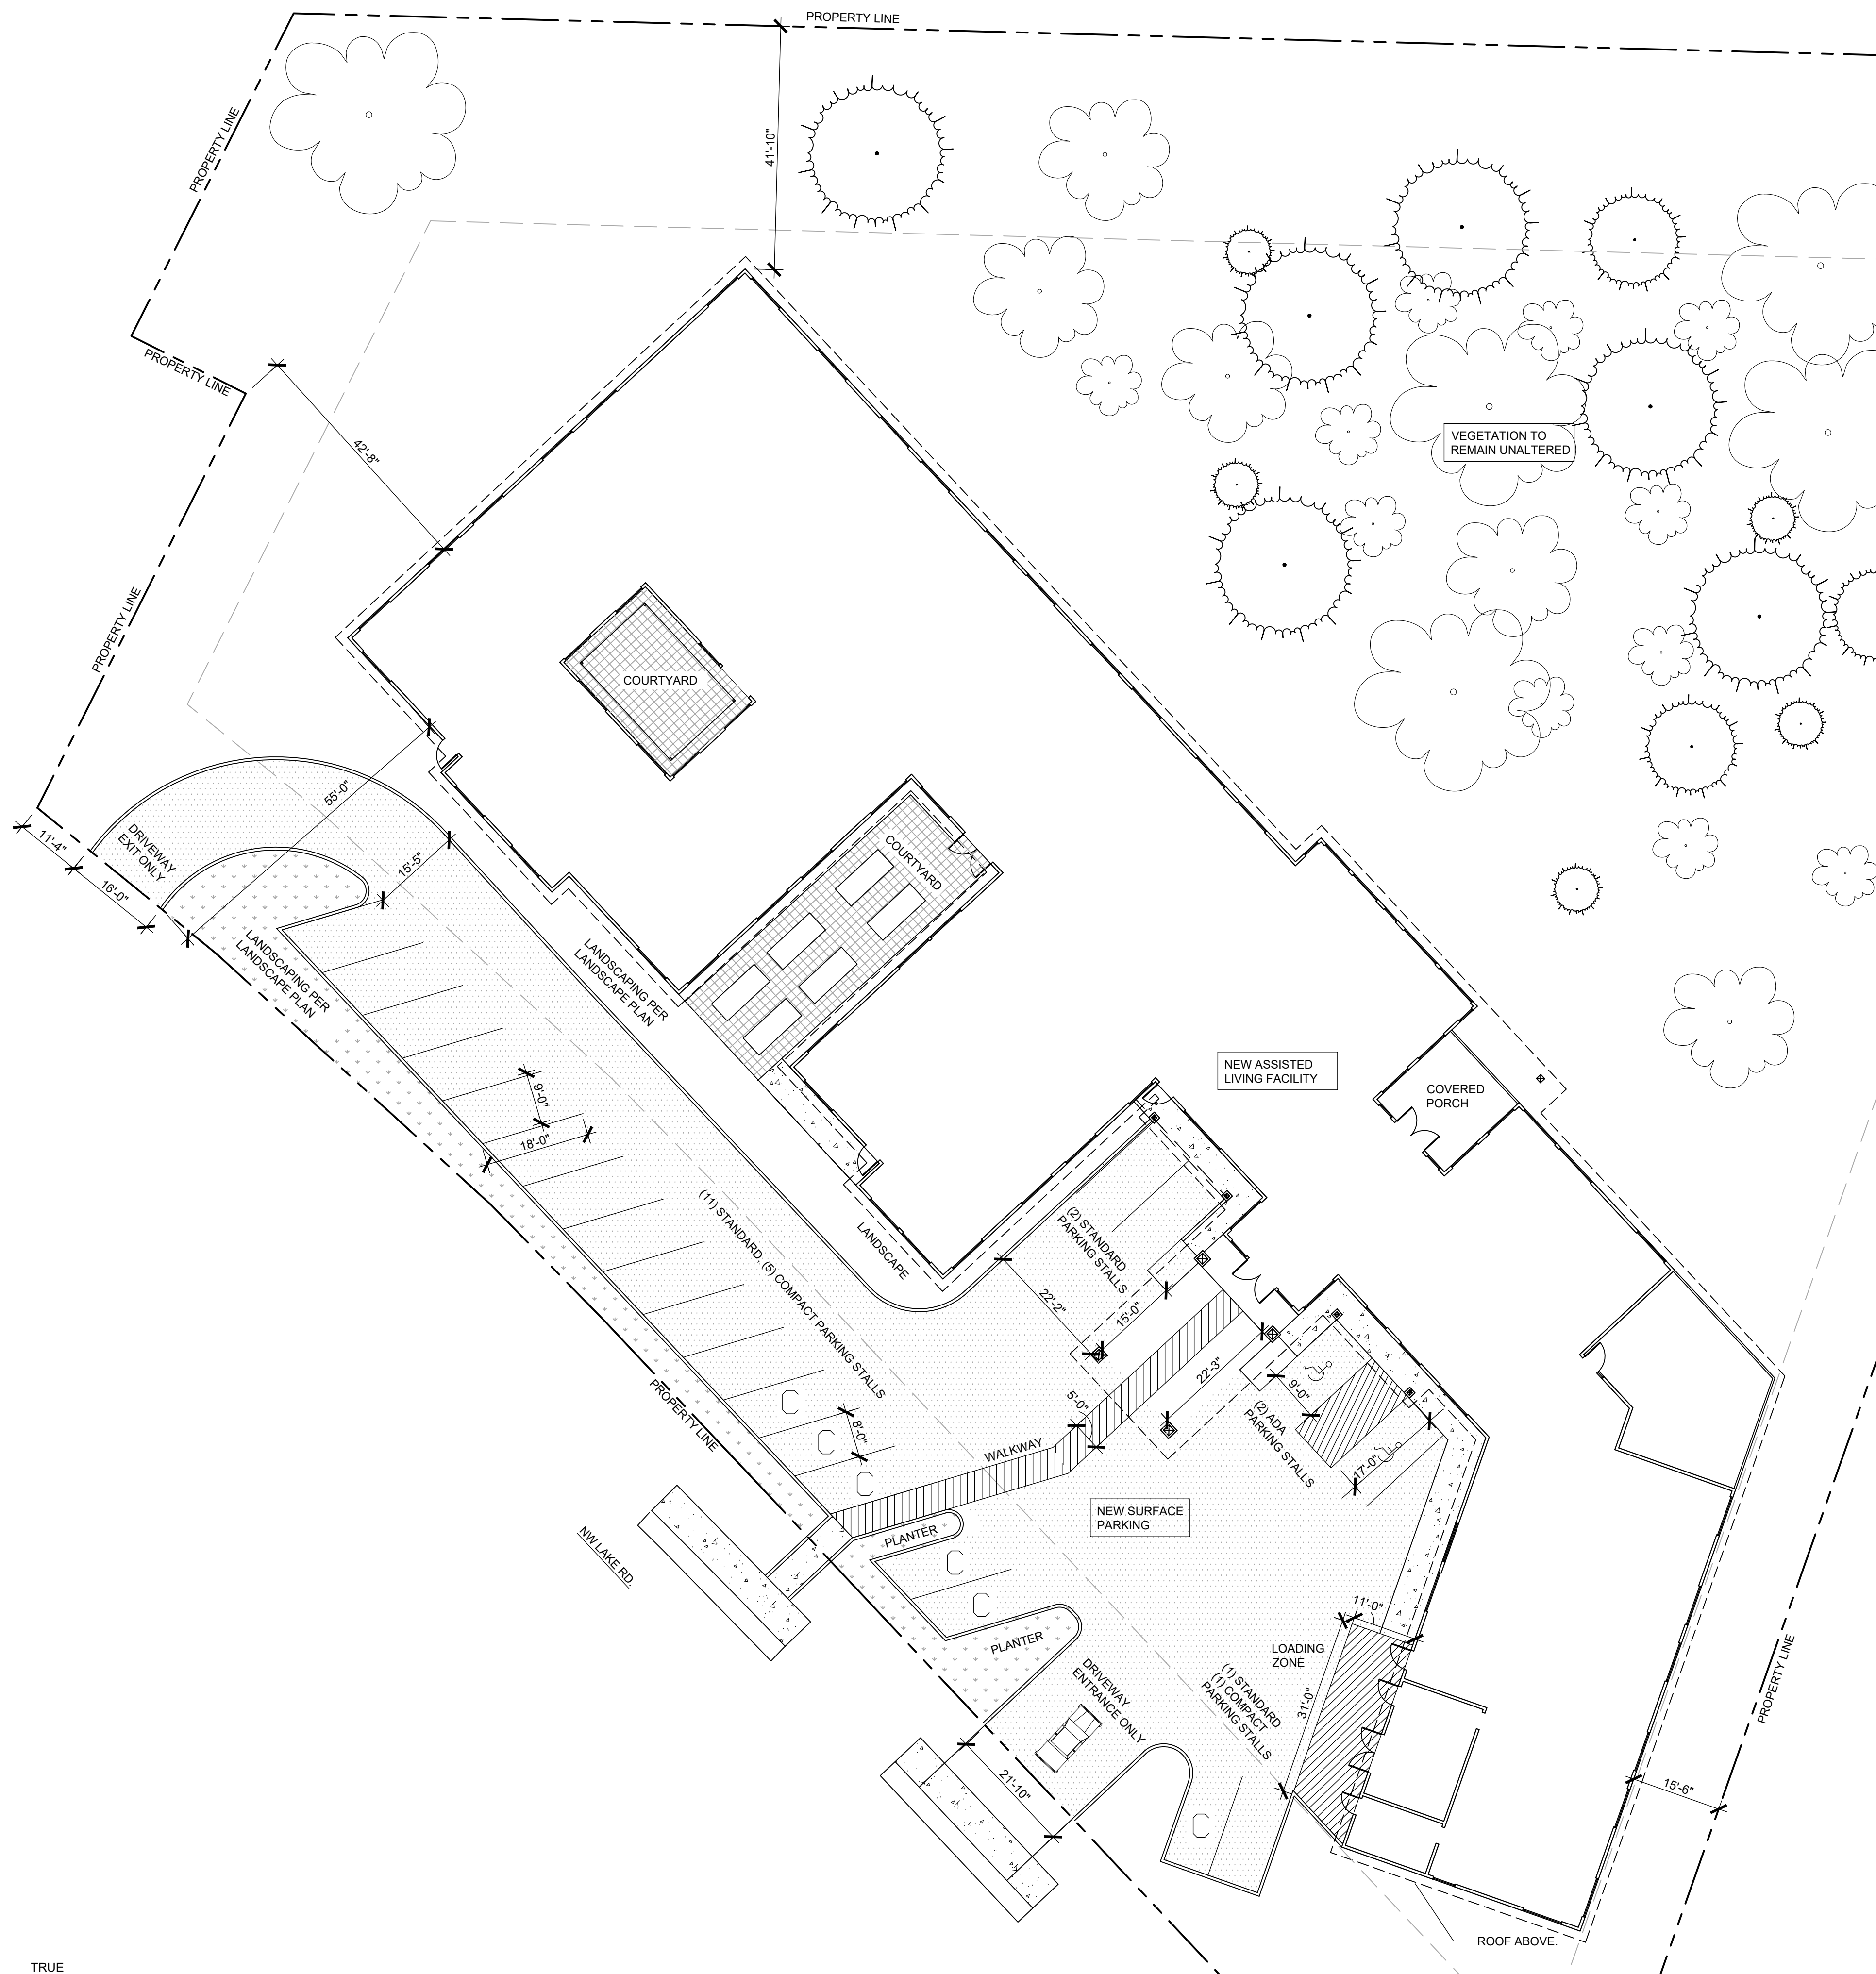 PROPERTY LINE
PROPERTY LINE
41'-10"
PROPERTY LINE
42'-8"
VEGETATION TO
REMAIN UNALTERED
PROPERTY LINE
COURTYARD
55'-0"
11'-4"
DRIVEWAY
EXIT ONLY
16'-0"
15'-5"
COURTYARD
LANDSCAPING PER
LANDSCAPE PLAN
LANDSCAPING PER
LANDSCAPE PLAN
NEW ASSISTED
LIVING FACILITY
COVERED
PORCH
9'-0"
18'-0"
(11) STANDARD, (5) COMPACT PARKING STALLS
LANDSCAPE
(2) STANDARD
PARKING STALLS
22'-2"
15'-0"
22'-3"
9'-0"
5'-0"
(2) ADA
PARKING STALLS
17'-0"
PROPERTY LINE
C
C
8'-0"
C
WALKWAY
NEW SURFACE
PARKING
NW LAKE RD.
PLANTER
C
C
PLANTER
11'-0"
LOADING
ZONE
31'-0"
DRIVEWAY
ENTRANCE ONLY
(1) STANDARD
(1) COMPACT
PARKING STALLS
PROPERTY LINE
21'-10"
C
15'-6"
ROOF ABOVE.
TRUE